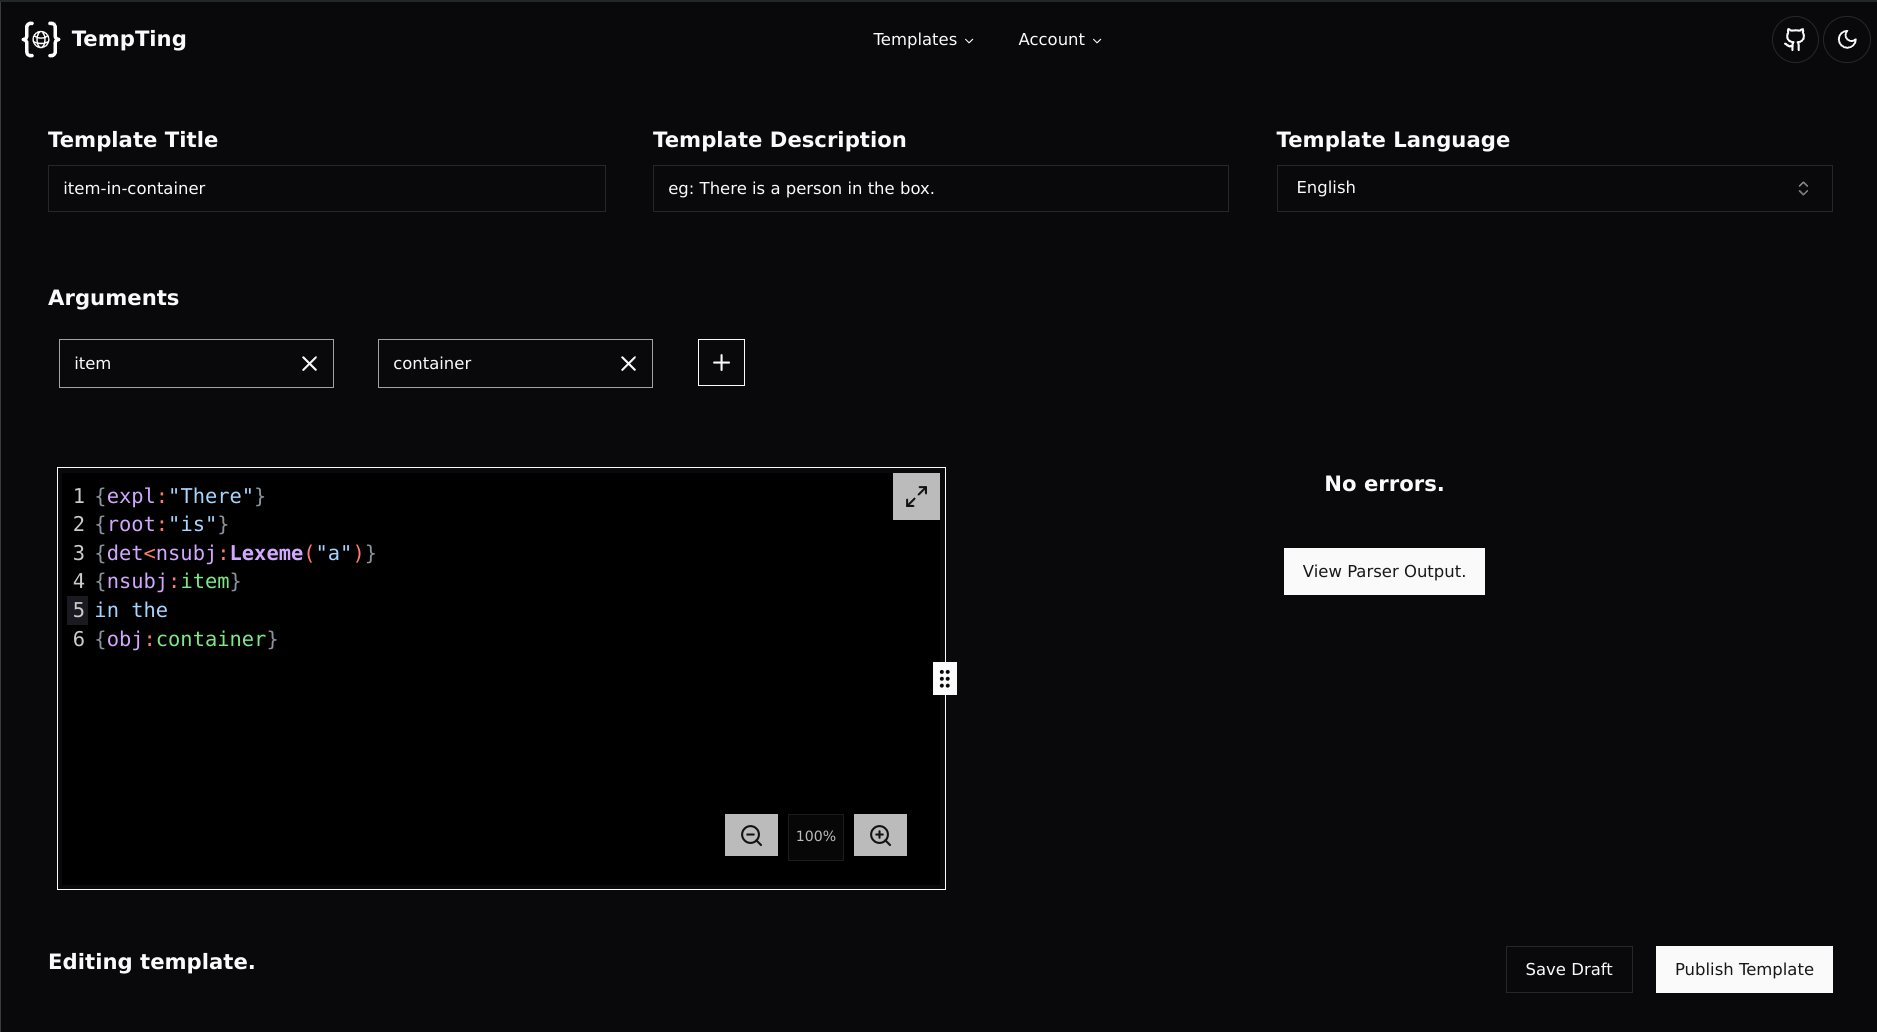 TempTing
Templates
Account
Template Title
Template Description
Template Language
item-in-container
eg: There is a person in the box.
English
Arguments
item
container
1 {expl:"There"}
2 {root:"is"}
3 {det<nsubj:Lexeme("a")}
4 {nsubj:item}
5 in the
6 {obj:container}
100%
No errors.
View Parser Output.
Editing template.
Save Draft
Publish Template